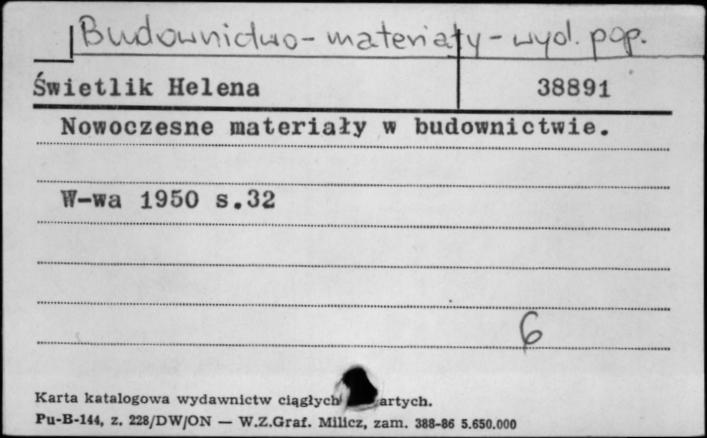 Budownictwo - materiały - wyd. pop.
Świetlik Helena 38891
Nowoczesne materiały w budownictwie.
W-wa 1950 s.32
6
Karta katalogowa wydawnictw ciągłych artych.
Pu-B-144, z. 228/DW/ON — W.Z.Graf. Milicz, zam. 388-86 5.650.000